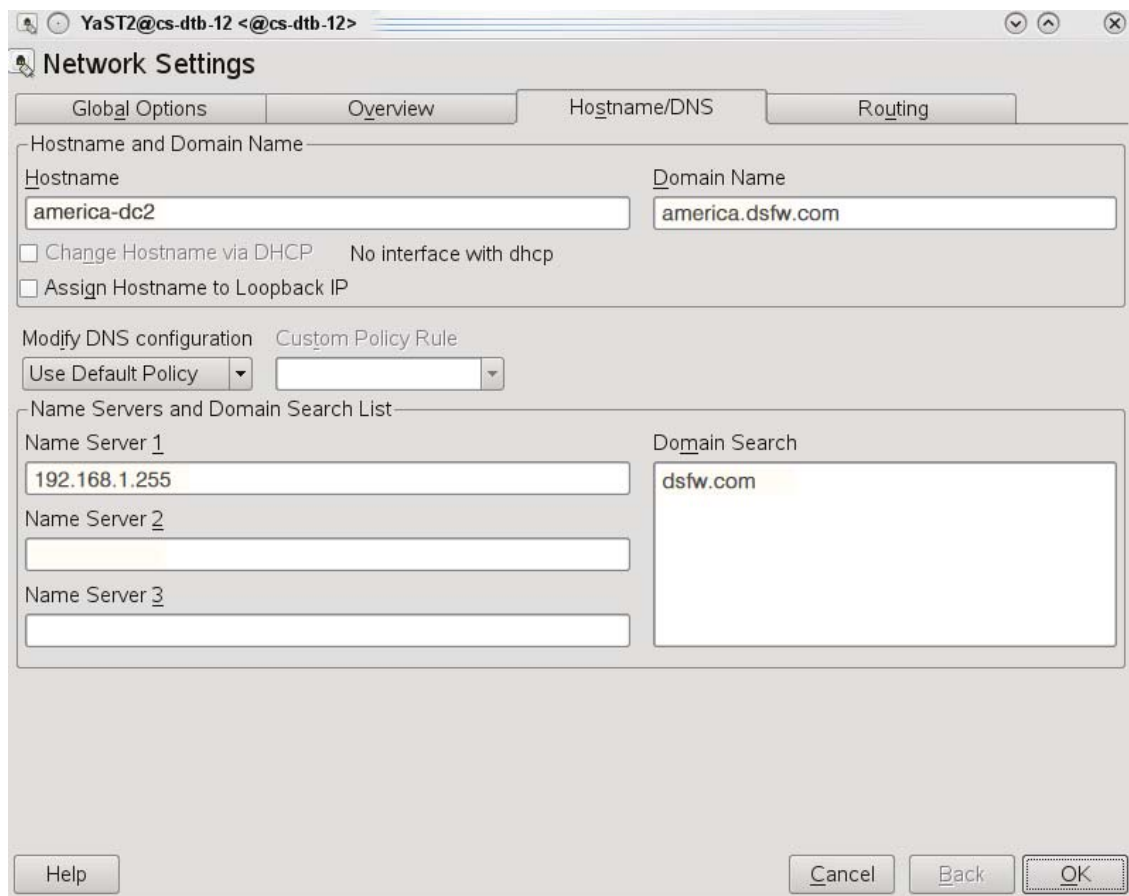 YaST2@cs-dtb-12 <@cs-dtb-12>
Network Settings
Global Options Overview Hostname/DNS Routing
Hostname and Domain Name
Hostname Domain Name
america-dc2 america.dsfw.com
Change Hostname via DHCP No interface with dhcp
Assign Hostname to Loopback IP
Modify DNS configuration Custom Policy Rule
Use Default Policy
Name Servers and Domain Search List
Name Server 1 Domain Search
192.168.1.255 dsfw.com
Name Server 2
Name Server 3
Help Cancel Back OK